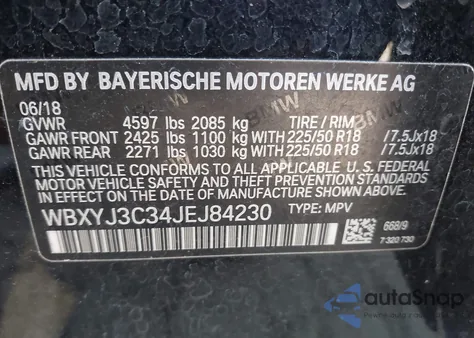 MFD BY BAYERISCHE MOTOREN WERKE AG
06/18
GVWR 4597 lbs 2085 kg TIRE / RIM
GAWR FRONT 2425 lbs 1100 kg WITH 225/50 R18 / 7.5Jx18
GAWR REAR 2271 lbs 1030 kg WITH 225/50 R18 / 7.5Jx18
THIS VEHICLE CONFORMS TO ALL APPLICABLE U.S. FEDERAL
MOTOR VEHICLE SAFETY, BUMPER, AND THEFT PREVENTION
STANDARDS IN EFFECT ON THE DATE OF MANUFACTURE SHOWN ABOVE.
WBXYJ3C34JEJ84230 TYPE: MPV
668/9
7 320 730
BMW
autoSnap